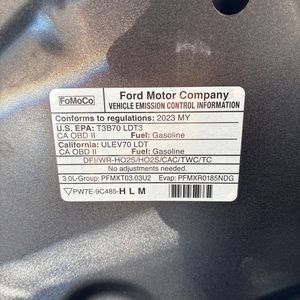 FoMoCo
Ford Motor Company
VEHICLE EMISSION CONTROL INFORMATION
Conforms to regulations: 2023 MY
U.S. EPA: T3B70 LDT3
CA OBD II Fuel: Gasoline
California: ULEV70 LDT
CA OBD II Fuel: Gasoline
DFI/WR-HO2S/HO2S/CAC/TWC/TC
No adjustments needed.
3.0L-Group: PFMXT03.03U2 Evap: PFMXR0185NDG
PW7E-9C485-H L M